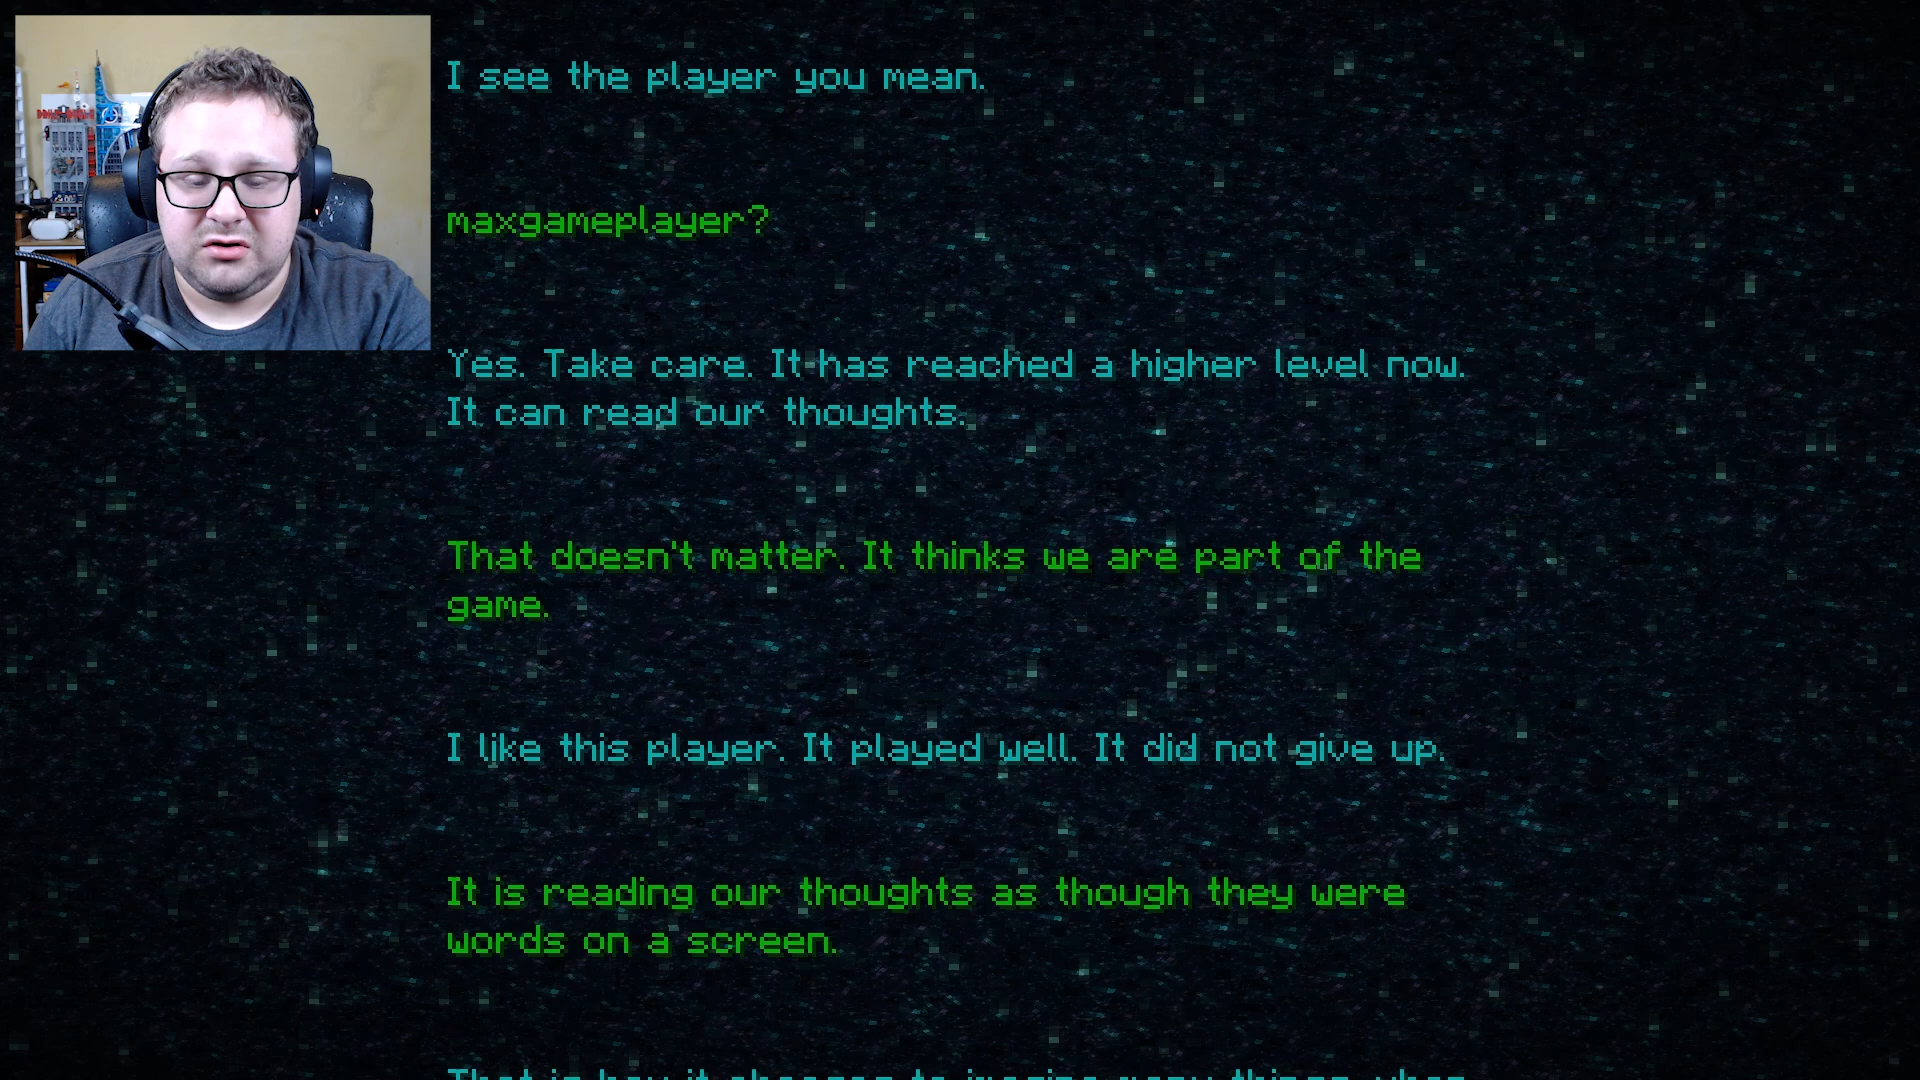 I see the player you mean.
maxgameplayer?
Yes. Take care. It has reached a higher level now.
It can read our thoughts.
That doesn't matter. It thinks we are part of the
game.
I like this player. It played well. It did not give up.
It is reading our thoughts as though they were
words on a screen.